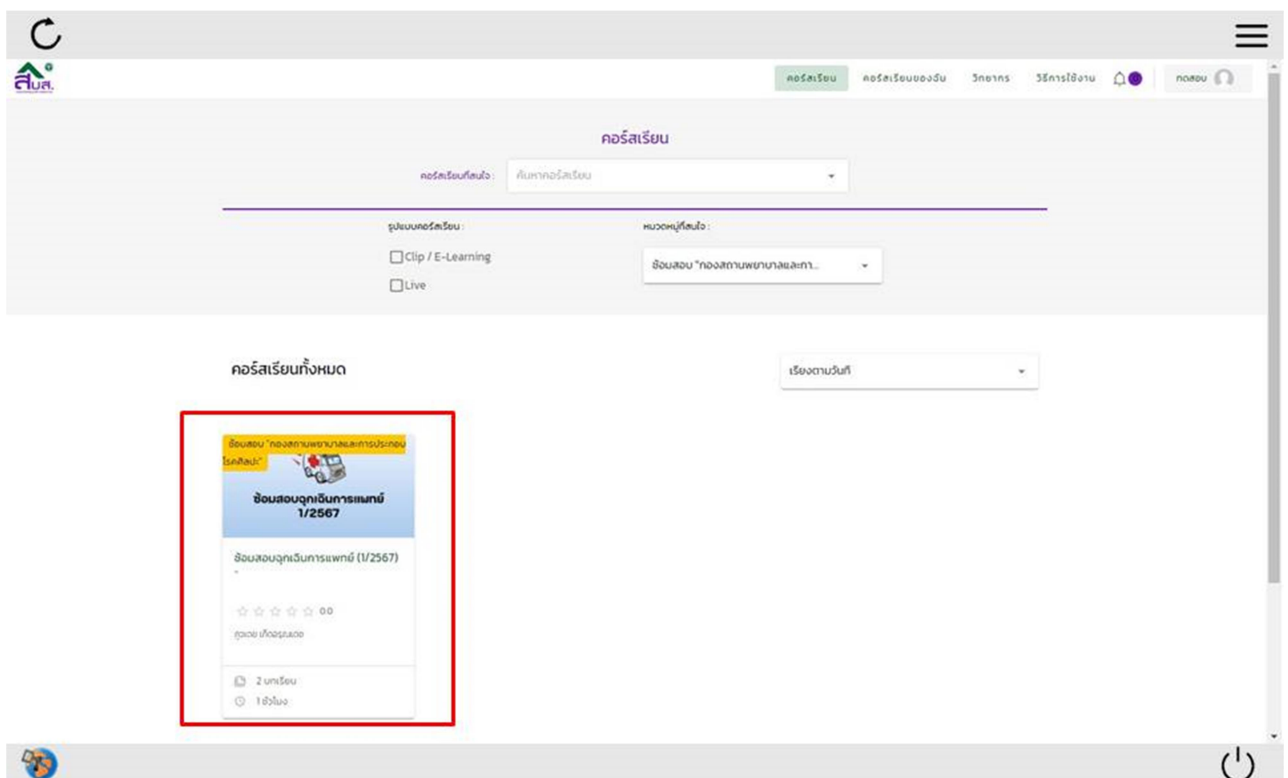 สบส.
คอร์สเรียน คอร์สเรียนของฉัน วิทยากร วิธีการใช้งาน ทดสอบ
คอร์สเรียน
คอร์สเรียนที่สนใจ : ค้นหาคอร์สเรียน
รูปแบบคอร์สเรียน : หมวดหมู่ที่สนใจ :
Clip / E-Learning
ซ้อมสอบ "กองสถานพยาบาลและกา...
Live
คอร์สเรียนทั้งหมด
เรียงตามวันที่
ซ้อมสอบ "กองสถานพยาบาลและการประกอบ
โรคศิลปะ"
ซ้อมสอบฉุกเฉินการแพทย์
1/2567
ซ้อมสอบฉุกเฉินการแพทย์ (1/2567)
0.0
2 บทเรียน
1 ชั่วโมง